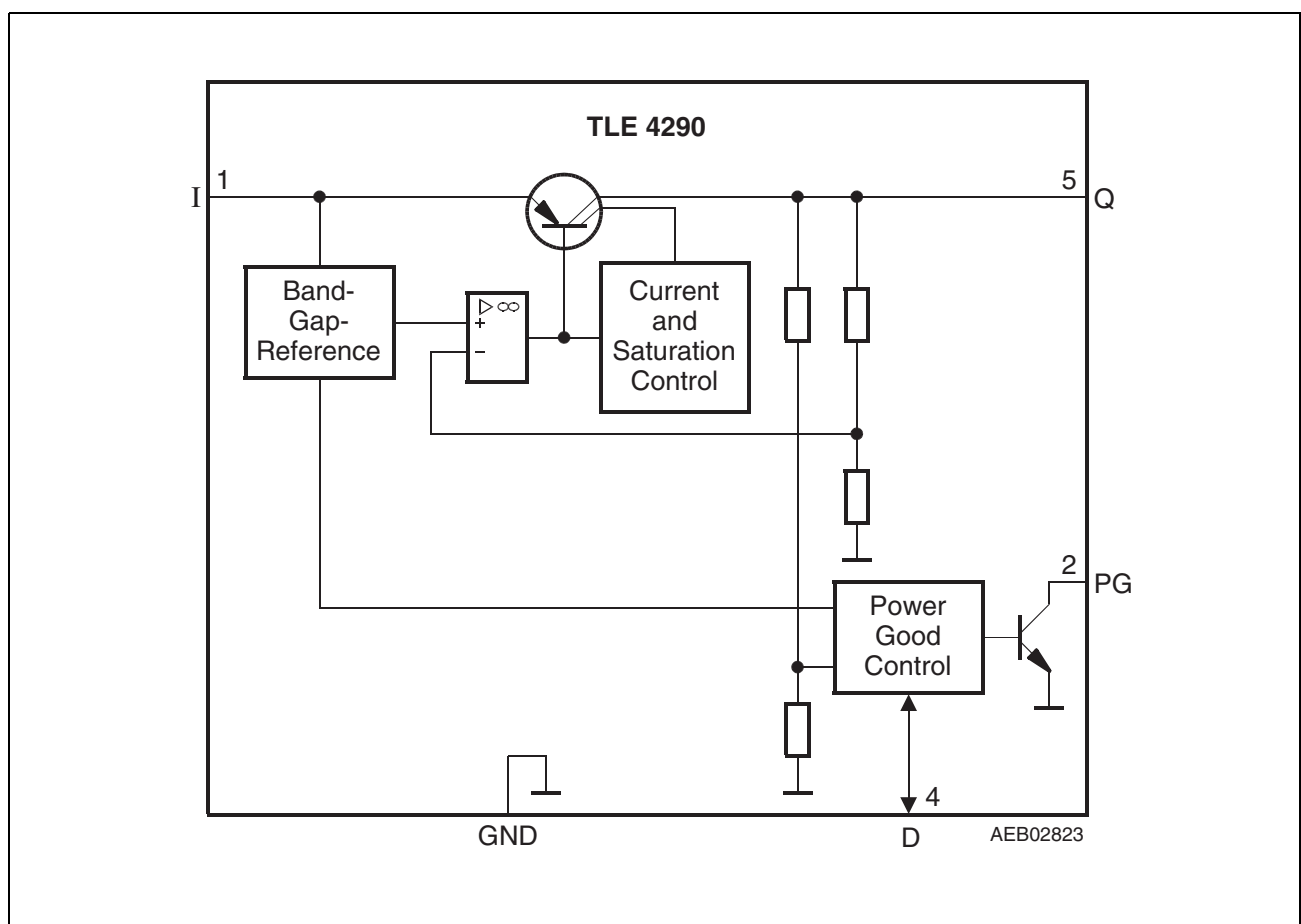 TLE 4290
1
I
5
Q
Band-
Gap-
Reference
▷ ∞
+
−
Current
and
Saturation
Control
2
PG
Power
Good
Control
4
GND
D
AEB02823